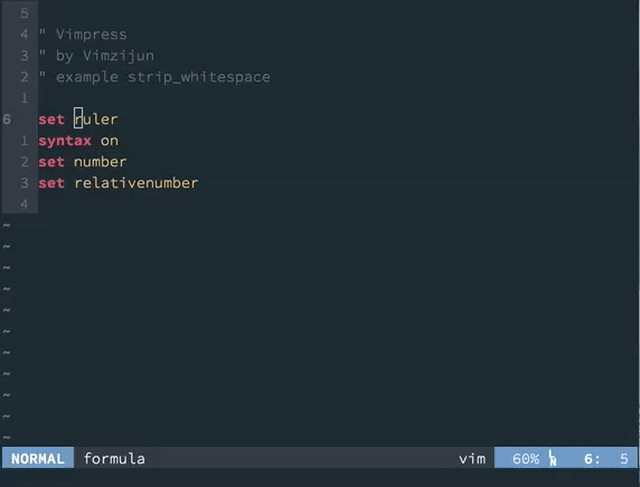 5
4 " Vimpress
3 " by Vimzijun
2 " example strip_whitespace
1
6 set ruler
1 syntax on
2 set number
3 set relativenumber
4
~
~
~
~
~
~
~
~
~
~
~
NORMAL formula vim 60% LN 6: 5